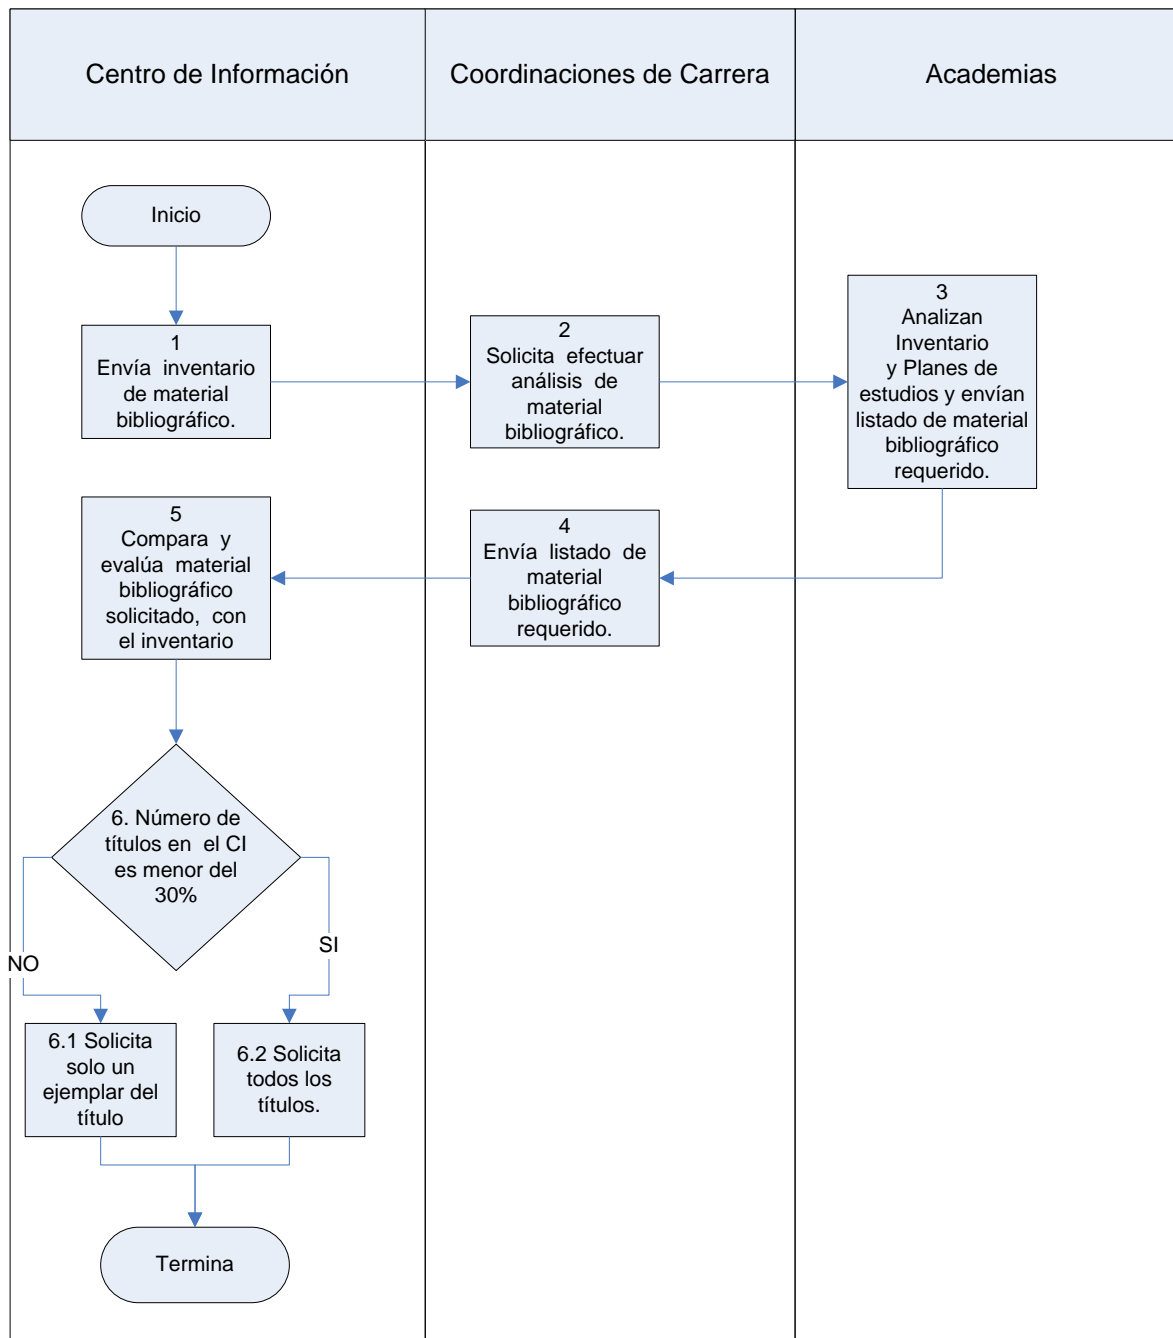 Centro de Información
Coordinaciones de Carrera
Academias
Inicio
1
Envía inventario
de material
bibliográfico.
2
Solicita efectuar
análisis de
material
bibliográfico.
3
Analizan
Inventario
y Planes de
estudios y envían
listado de material
bibliográfico
requerido.
4
Envía listado de
material
bibliográfico
requerido.
5
Compara y
evalúa material
bibliográfico
solicitado, con
el inventario
6. Número de
títulos en el CI
es menor del
30%
NO
SI
6.1 Solicita
solo un
ejemplar del
título
6.2 Solicita
todos los
títulos.
Termina